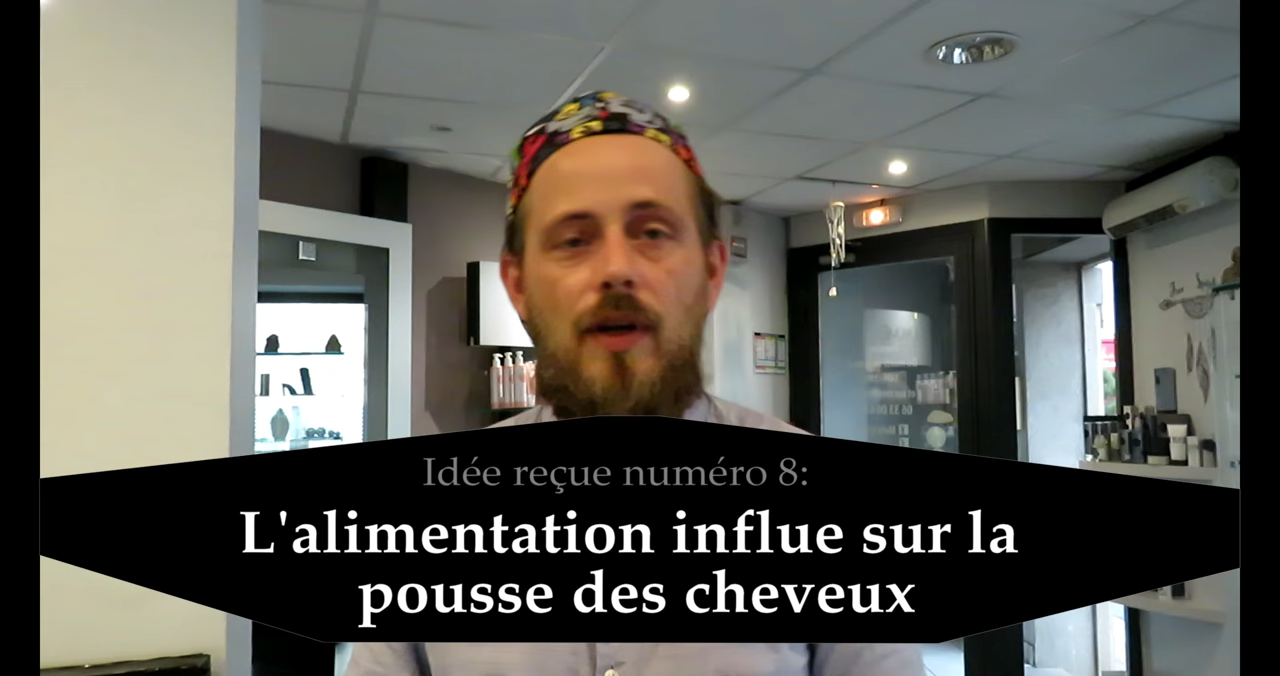 Idée reçue numéro 8:
L'alimentation influe sur la
pousse des cheveux